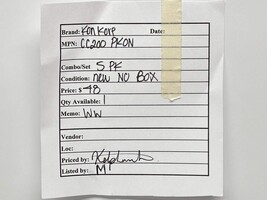 Brand: Ken Kore Date:
MPN: CC200 PKON
Combo/Set 5 PK
Condition: new NO BOX
Price: $ 48
Qty Available: 1
Memo: WW
Vendor:
Loc:
Priced by:
Listed by: M